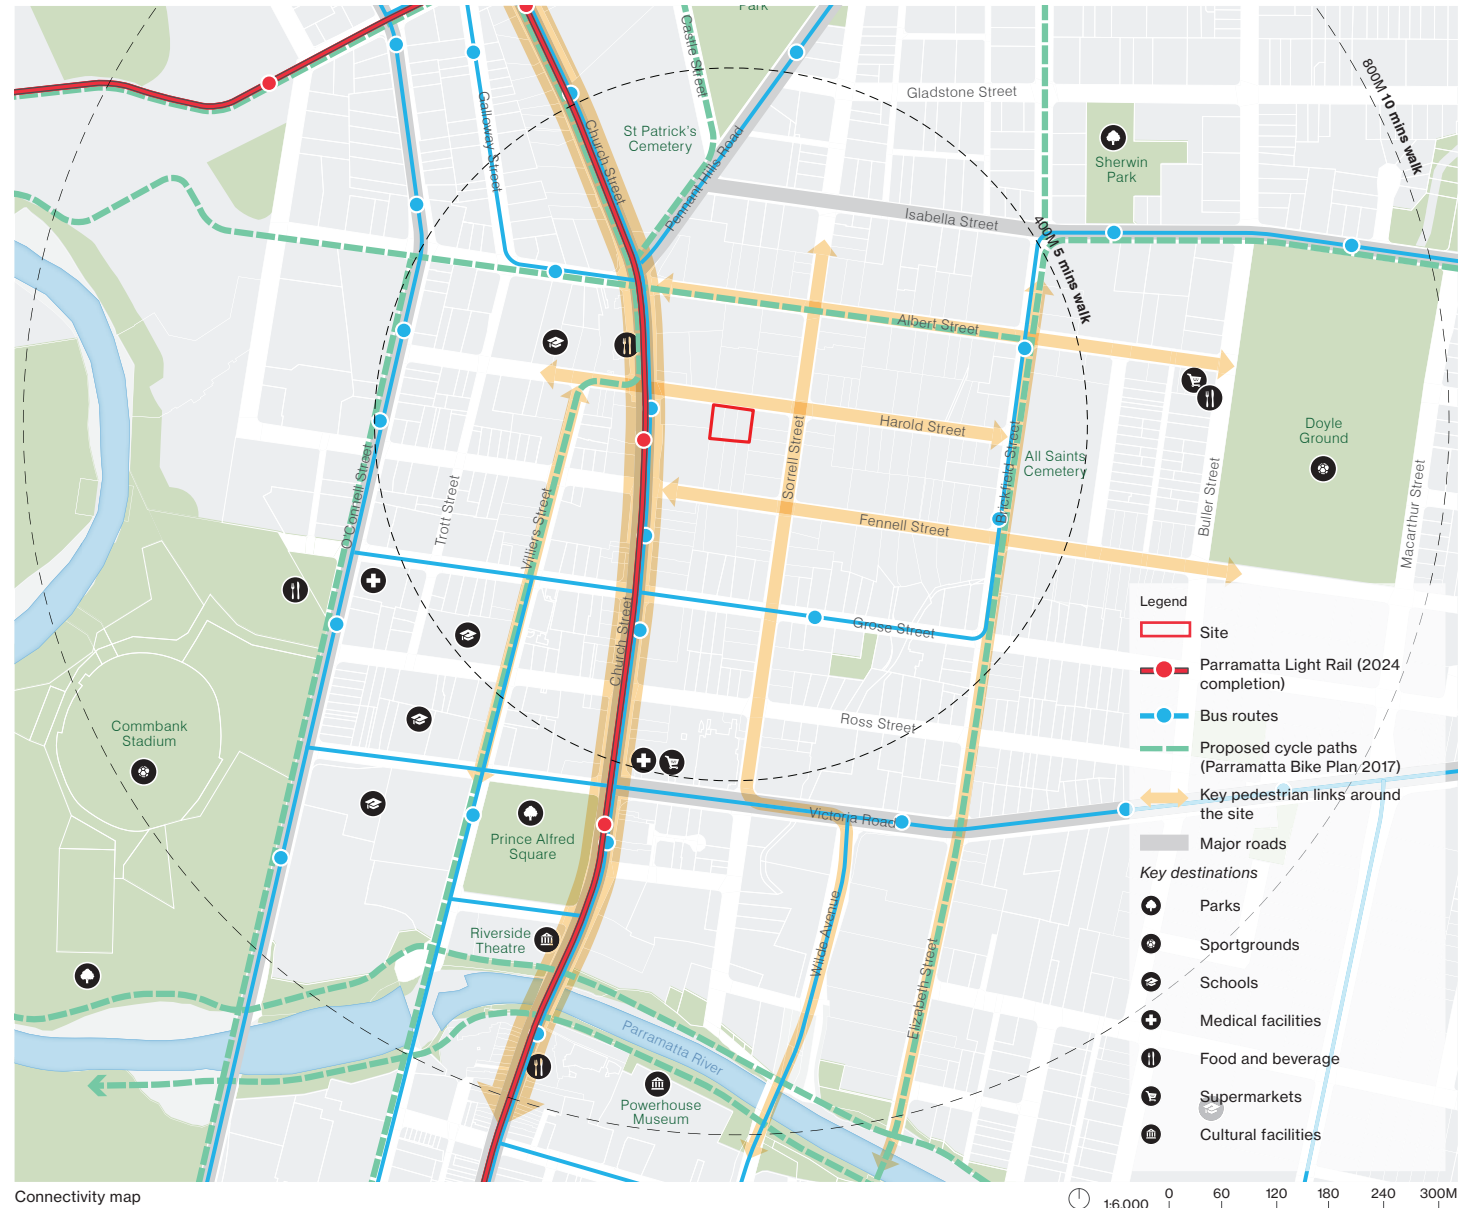 Park
Castle Street
Gladstone Street
800M 10 mins walk
Galloway Street
Church Street
St Patrick's
Cemetery
Pennant Hills Road
Sherwin
Park
Isabella Street
400M 5 mins walk
Albert Street
Harold Street
Sorrell Street
Brickfield Street
All Saints
Cemetery
Doyle
Ground
Buller Street
Macarthur Street
O'Connell Street
Trott Street
Villiers Street
Fennell Street
Grose Street
Church Street
Ross Street
Commbank
Stadium
Prince Alfred
Square
Victoria Road
Riverside
Theatre
Wilde Avenue
Elizabeth Street
Parramatta River
Powerhouse
Museum
Legend
Site
Parramatta Light Rail (2024
completion)
Bus routes
Proposed cycle paths
(Parramatta Bike Plan 2017)
Key pedestrian links around
the site
Major roads
Key destinations
Parks
Sportgrounds
Schools
Medical facilities
Food and beverage
Supermarkets
Cultural facilities
Connectivity map
1:6,000
0 60 120 180 240 300M